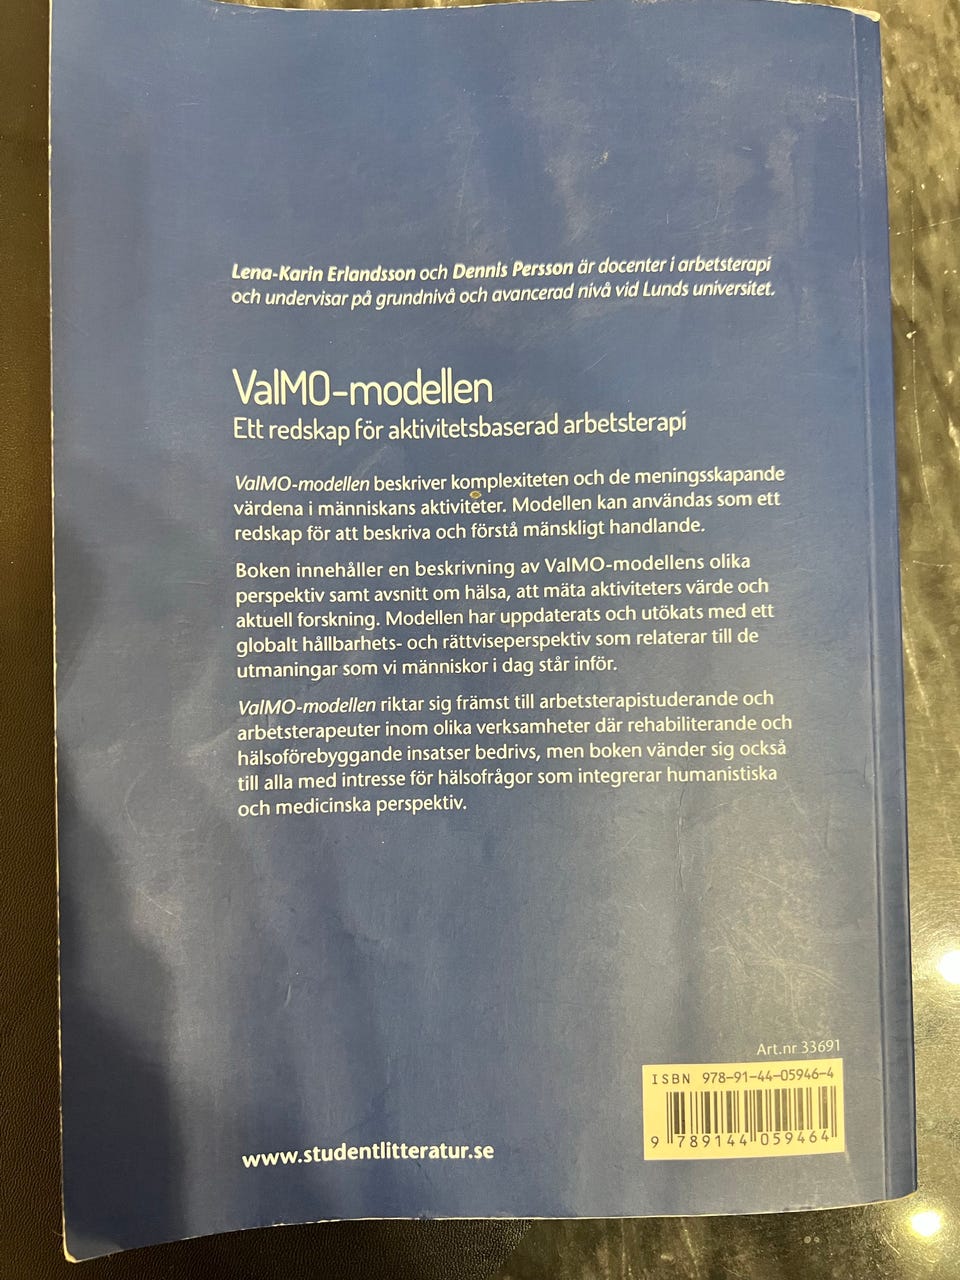 Lena-Karin Erlandsson och Dennis Persson är docenter i arbetsterapi
och undervisar på grundnivå och avancerad nivå vid Lunds universitet.
ValMO-modellen
Ett redskap för aktivitetsbaserad arbetsterapi
ValMO-modellen beskriver komplexiteten och de meningsskapande
värdena i människans aktiviteter. Modellen kan användas som ett
redskap för att beskriva och förstå mänskligt handlande.
Boken innehåller en beskrivning av ValMO-modellens olika
perspektiv samt avsnitt om hälsa, att mäta aktiviteters värde och
aktuell forskning. Modellen har uppdaterats och utökats med ett
globalt hållbarhets- och rättviseperspektiv som relaterar till de
utmaningar som vi människor i dag står inför.
ValMO-modellen riktar sig främst till arbetsterapistuderande och
arbetsterapeuter inom olika verksamheter där rehabiliterande och
hälsoförebyggande insatser bedrivs, men boken vänder sig också
till alla med intresse för hälsofrågor som integrerar humanistiska
och medicinska perspektiv.
Art.nr 33691
ISBN 978-91-44-05946-4
9 789144 059464
www.studentlitteratur.se